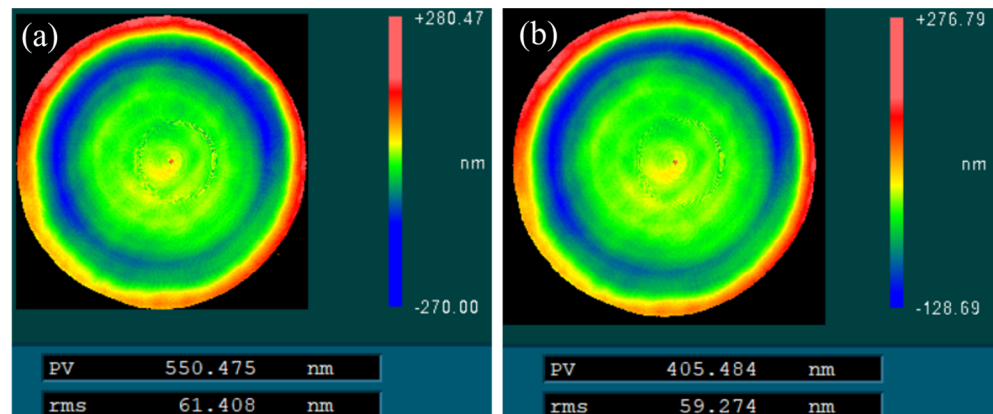 (a)
+280.47
nm
-270.00
PV 550.475 nm
rms 61.408 nm
(b)
+276.79
nm
-128.69
PV 405.484 nm
rms 59.274 nm